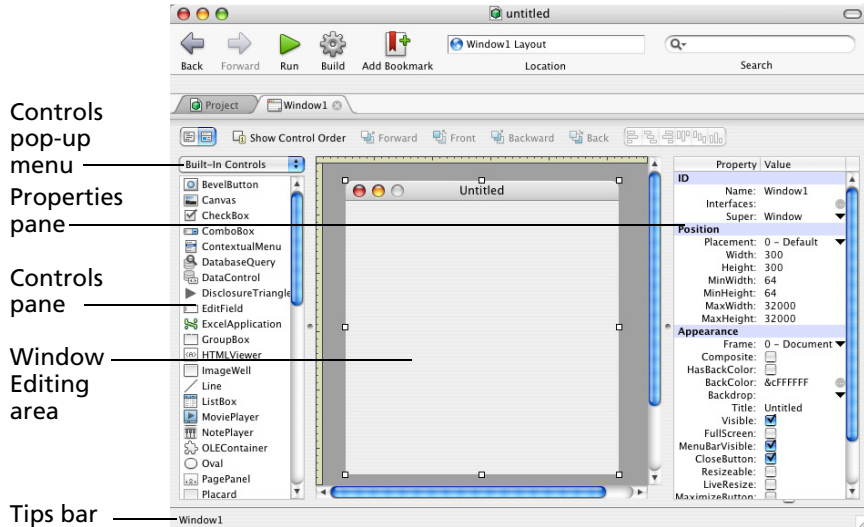 untitled
Window1 Layout
Back Forward Run Build Add Bookmark Location Search
Project Window1
Show Control Order Forward Front Backward Back
Controls
pop-up
menu
Properties
pane
Controls
pane
Window
Editing
area
Tips bar
Built-In Controls
BevelButton
Canvas
CheckBox
ComboBox
ContextualMenu
DatabaseQuery
DataControl
DisclosureTriangle
EditField
ExcelApplication
GroupBox
HTMLViewer
ImageWell
Line
ListBox
MoviePlayer
NotePlayer
OLEContainer
Oval
PagePanel
Placard
Untitled
Property Value
ID
Name: Window1
Interfaces:
Super: Window
Position
Placement: 0 – Default
Width: 300
Height: 300
MinWidth: 64
MinHeight: 64
MaxWidth: 32000
MaxHeight: 32000
Appearance
Frame: 0 – Document
Composite:
HasBackColor:
BackColor: &cFFFFFF
Backdrop:
Title: Untitled
Visible:
FullScreen:
MenuBarVisible:
CloseButton:
Resizeable:
LiveResize:
MaximizeButton:
Window1